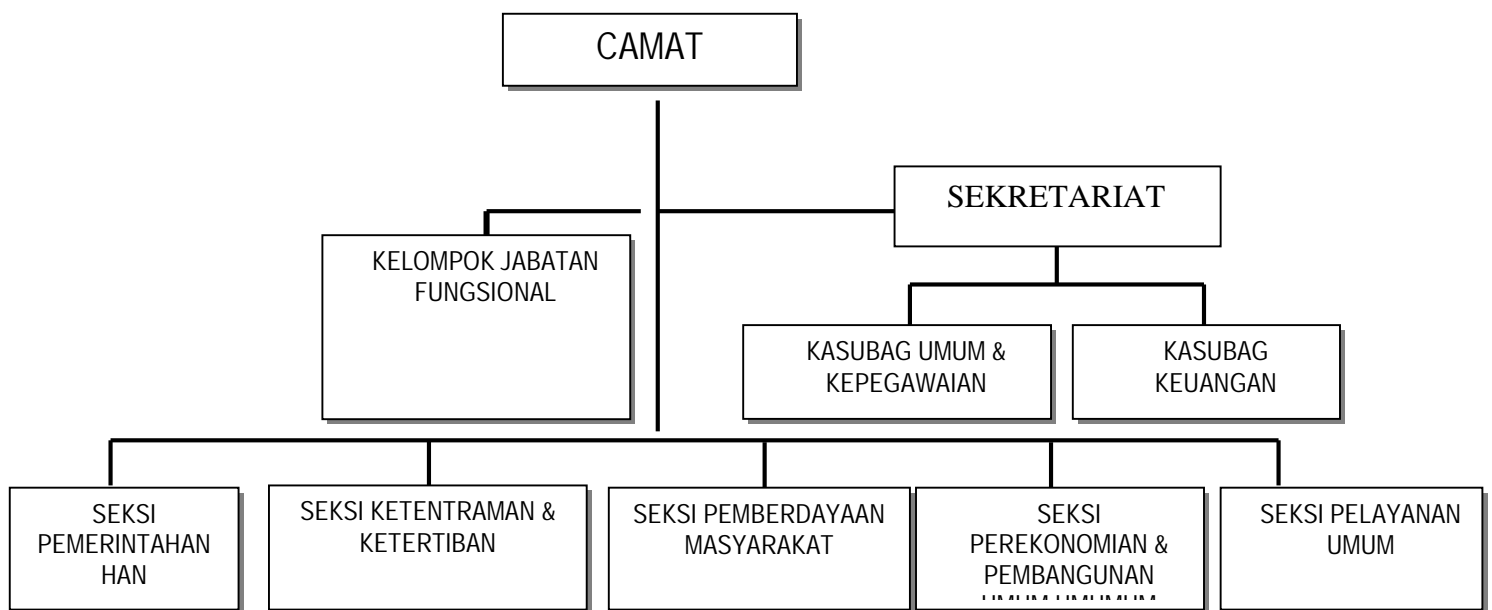 CAMAT
SEKRETARIAT
KELOMPOK JABATAN
FUNGSIONAL
KASUBAG UMUM &
KEPEGAWAIAN
KASUBAG
KEUANGAN
SEKSI
PEMERINTAHAN
HAN
SEKSI KETENTRAMAN &
KETERTIBAN
SEKSI PEMBERDAYAAN
MASYARAKAT
SEKSI
PEREKONOMIAN &
PEMBANGUNAN
SEKSI PELAYANAN
UMUM